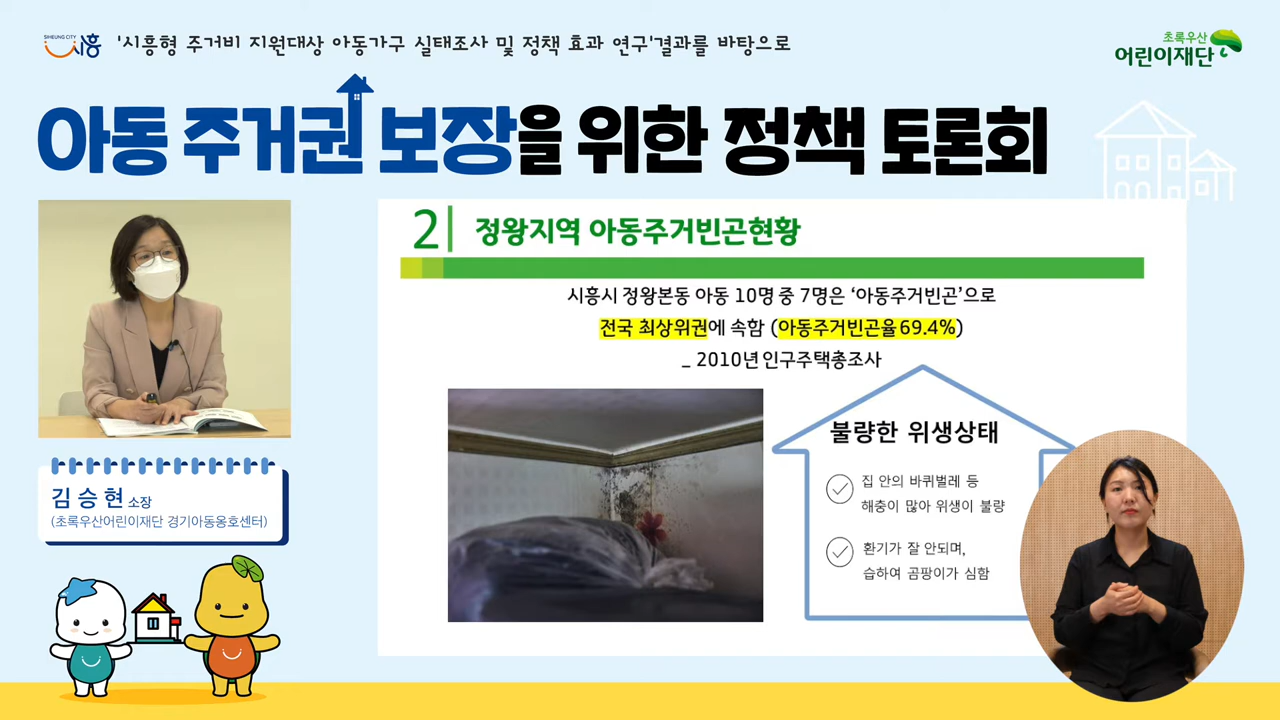 SIHEUNG CITY
시흥
'시흥형 주거비 지원대상 아동가구 실태조사 및 정책 효과 연구'결과를 바탕으로
초록우산
어린이재단
아동 주거권 보장을 위한 정책 토론회
2 정왕지역 아동주거빈곤현황
시흥시 정왕본동 아동 10명 중 7명은 ‘아동주거빈곤’으로
전국 최상위권에 속함 (아동주거빈곤율 69.4%)
_ 2010년 인구주택총조사
불량한 위생상태
집 안의 바퀴벌레 등
해충이 많아 위생이 불량
환기가 잘 안되며,
습하여 곰팡이가 심함
김승현 소장
(초록우산어린이재단 경기아동옹호센터)